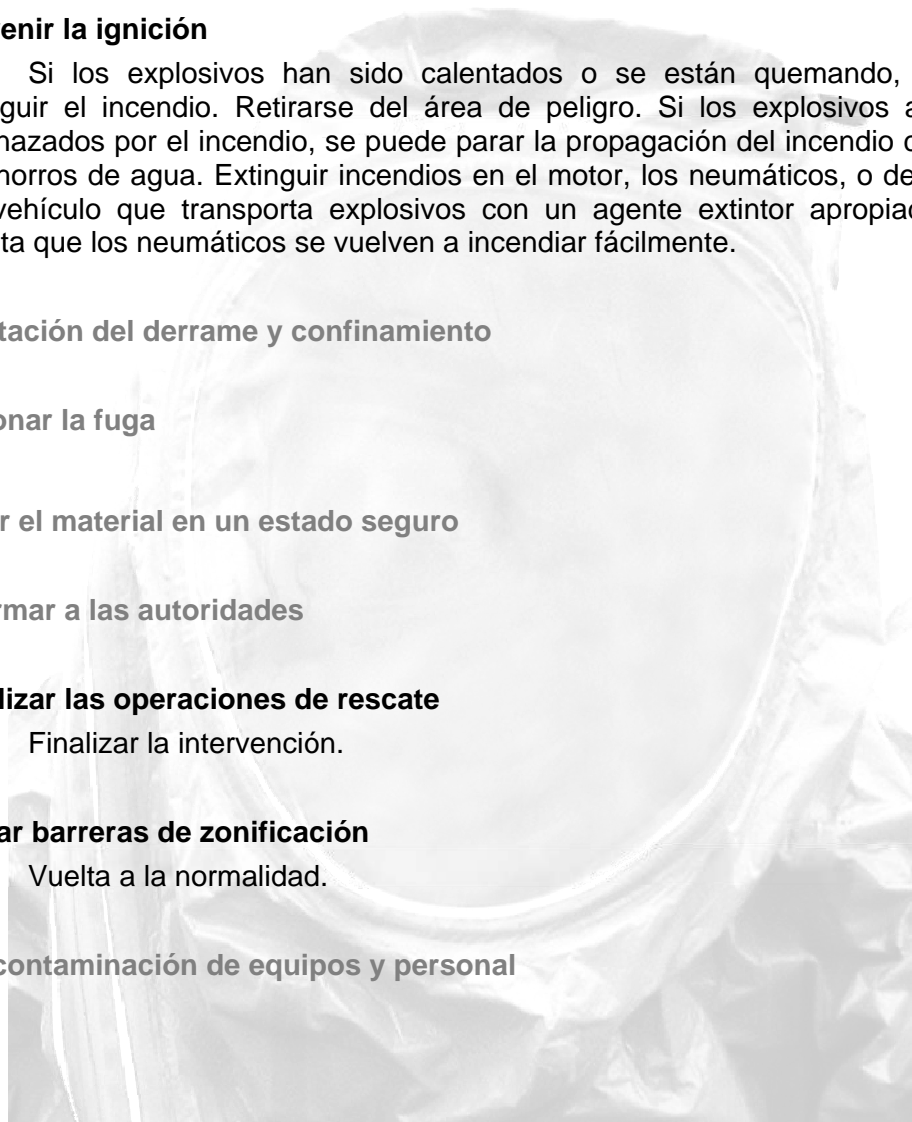 enir la ignición
Si los explosivos han sido calentados o se están quemando,
guir el incendio. Retirarse del área de peligro. Si los explosivos a
nazados por el incendio, se puede parar la propagación del incendio
horros de agua. Extinguir incendios en el motor, los neumáticos, o de
vehículo que transporta explosivos con un agente extintor apropiad
ta que los neumáticos se vuelven a incendiar fácilmente.
tación del derrame y confinamiento
onar la fuga
r el material en un estado seguro
rmar a las autoridades
lizar las operaciones de rescate
Finalizar la intervención.
ar barreras de zonificación
Vuelta a la normalidad.
contaminación de equipos y personal